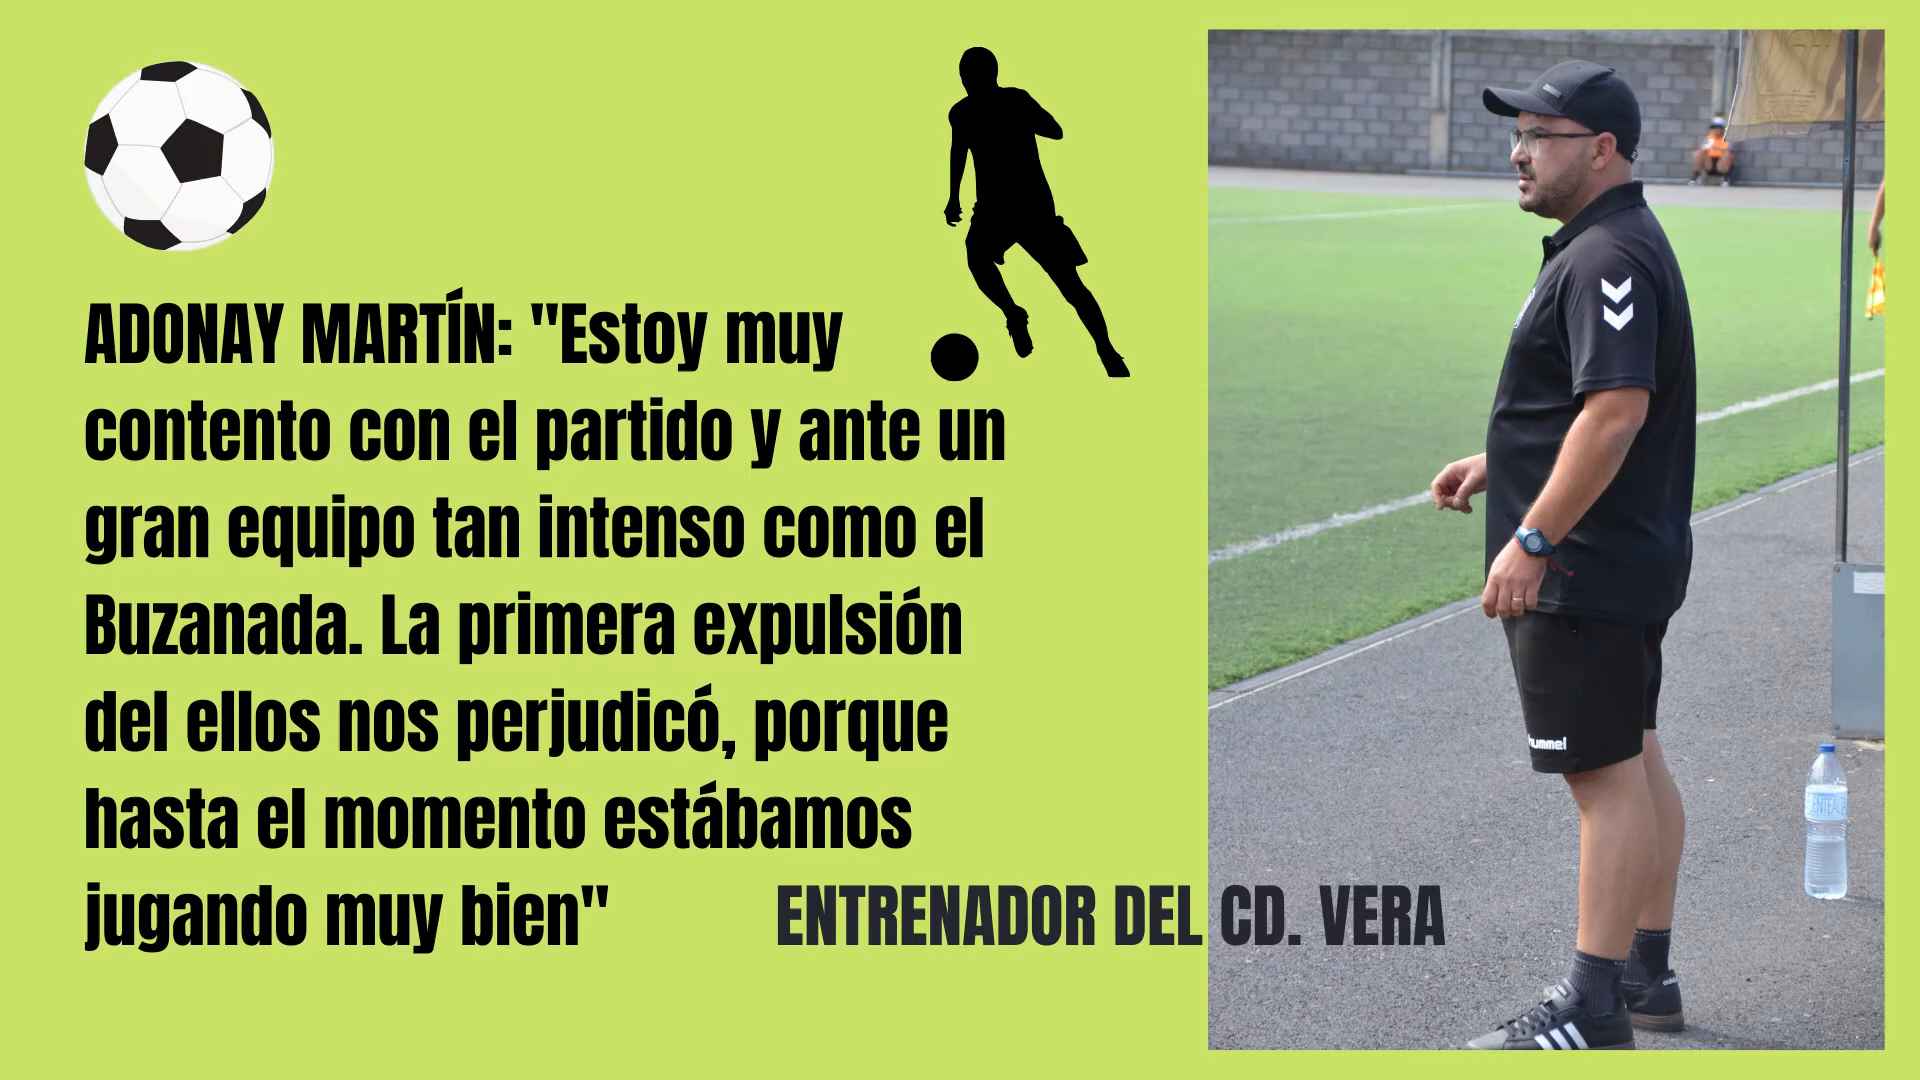 ADONAY MARTÍN: "Estoy muy
contento con el partido y ante un
gran equipo tan intenso como el
Buzanada. La primera expulsión
del ellos nos perjudicó, porque
hasta el momento estábamos
jugando muy bien"
ENTRENADOR DEL CD. VERA
hummel